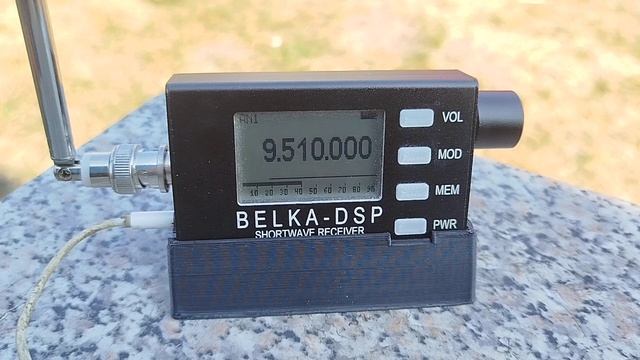 AM1
9.510.000
10 20 30 40 50 60 70 80 90
BELKA-DSP
SHORTWAVE RECEIVER
VOL
MOD
MEM
PWR